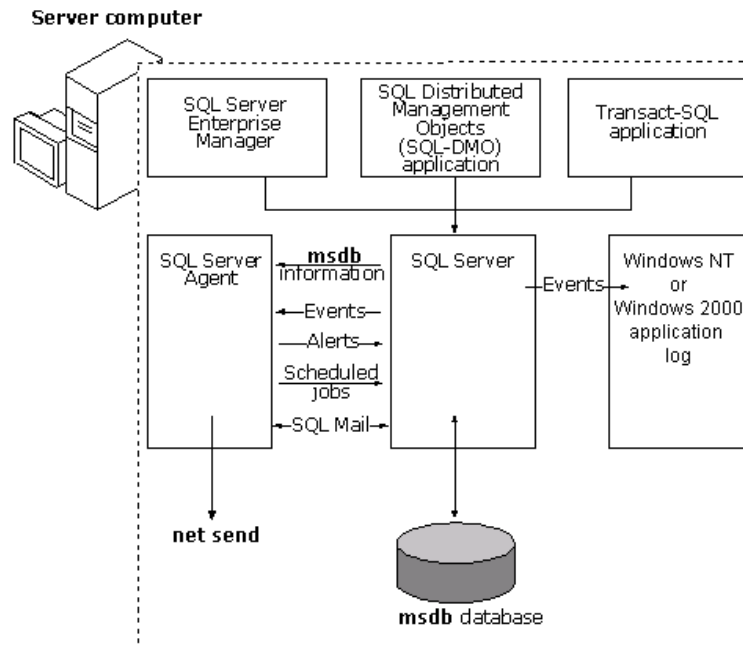 Server computer
SQL Server
Enterprise
Manager
SQL Distributed
Management
Objects
(SQL-DMO)
application
Transact-SQL
application
SQL Server
Agent
msdb
information
Events
Alerts
Scheduled
jobs
SQL Mail
SQL Server
Events
Windows NT
or
Windows 2000
application
log
net send
msdb database